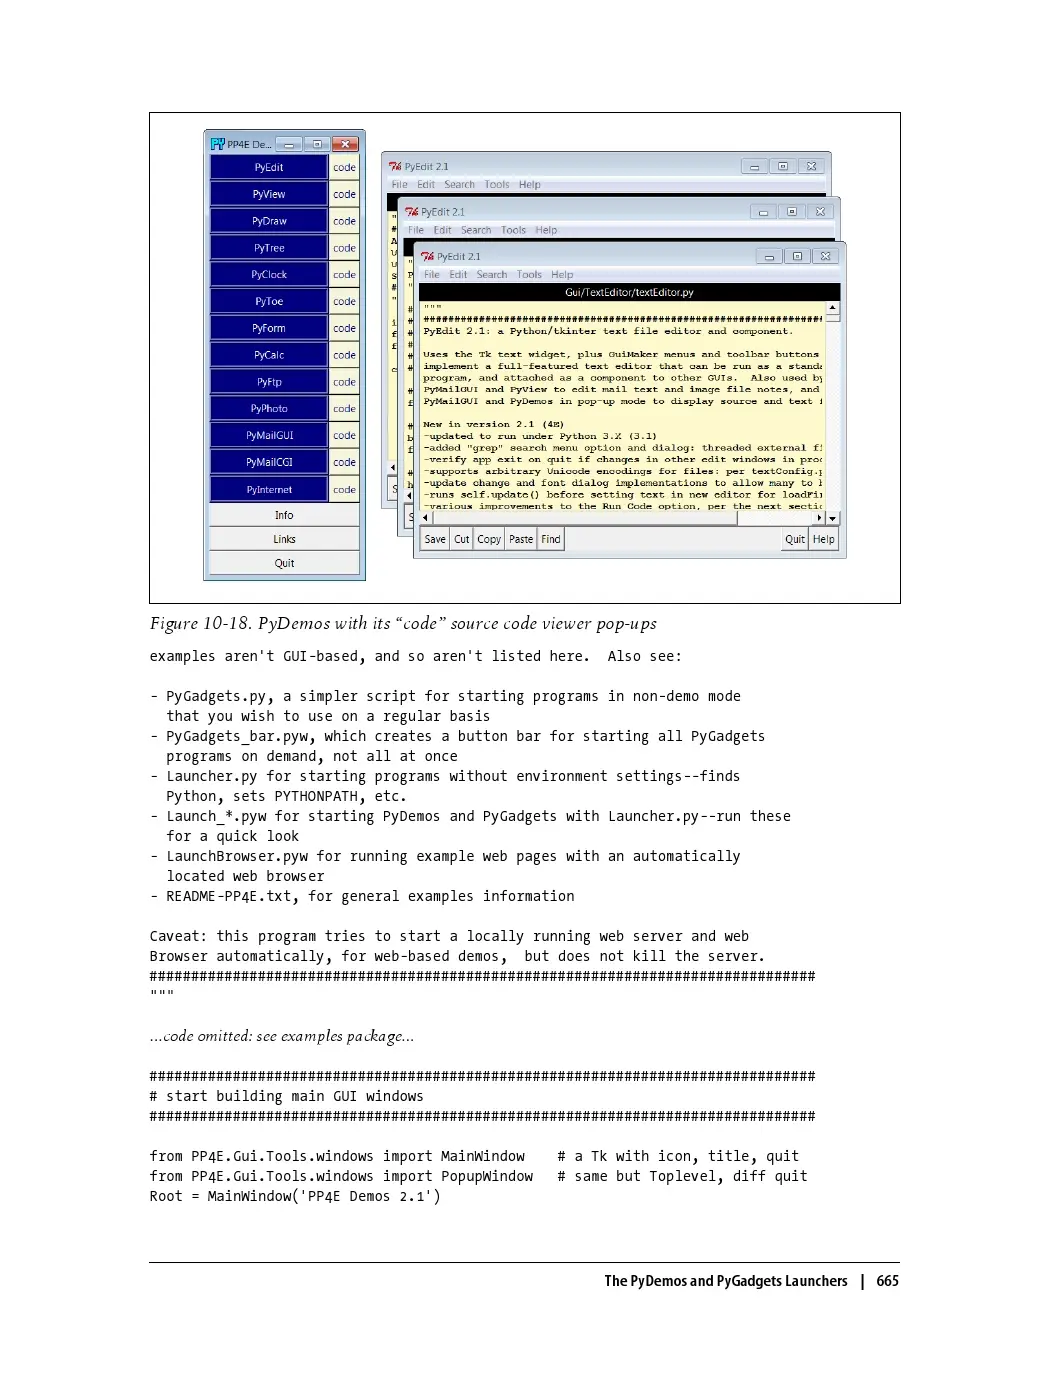 PP4E De...
PyEdit code
PyView code
PyDraw code
PyTree code
PyClock code
PyToe code
PyForm code
PyCalc code
PyFtp code
PyPhoto code
PyMailGUI code
PyMailCGI code
PyInternet code
Info
Links
Quit
PyEdit 2.1
File Edit Search Tools Help
PyEdit 2.1
File Edit Search Tools Help
PyEdit 2.1
File Edit Search Tools Help
Gui/TextEditor/textEditor.py
"""
################################################################
PyEdit 2.1: a Python/tkinter text file editor and component.
Uses the Tk text widget, plus GuiMaker menus and toolbar buttons
implement a full-featured text editor that can be run as a standa
program, and attached as a component to other GUIs.  Also used by
PyMailGUI and PyView to edit mail text and image file notes, and
PyMailGUI and PyDemos in pop-up mode to display source and text f
New in version 2.1 (4E)
-updated to run under Python 3.X (3.1)
-added "grep" search menu option and dialog: threaded external fi
-verify app exit on quit if changes in other edit windows in proc
-supports arbitrary Unicode encodings for files: per textConfig.p
-update change and font dialog implementations to allow many to b
-runs self.update() before setting text in new editor for loadFir
-various improvements to the Run Code option, per the next sectio
Save Cut Copy Paste Find Quit Help
Figure 10-18. PyDemos with its “code” source code viewer pop-ups
examples aren't GUI-based, and so aren't listed here.  Also see:
- PyGadgets.py, a simpler script for starting programs in non-demo mode
that you wish to use on a regular basis
- PyGadgets_bar.pyw, which creates a button bar for starting all PyGadgets
programs on demand, not all at once
- Launcher.py for starting programs without environment settings--finds
Python, sets PYTHONPATH, etc.
- Launch_*.pyw for starting PyDemos and PyGadgets with Launcher.py--run these
for a quick look
- LaunchBrowser.pyw for running example web pages with an automatically
located web browser
- README-PP4E.txt, for general examples information
Caveat: this program tries to start a locally running web server and web
Browser automatically, for web-based demos,  but does not kill the server.
################################################################################
"""
...code omitted: see examples package...
################################################################################
# start building main GUI windows
################################################################################
from PP4E.Gui.Tools.windows import MainWindow    # a Tk with icon, title, quit
from PP4E.Gui.Tools.windows import PopupWindow   # same but Toplevel, diff quit
Root = MainWindow('PP4E Demos 2.1')
The PyDemos and PyGadgets Launchers | 665